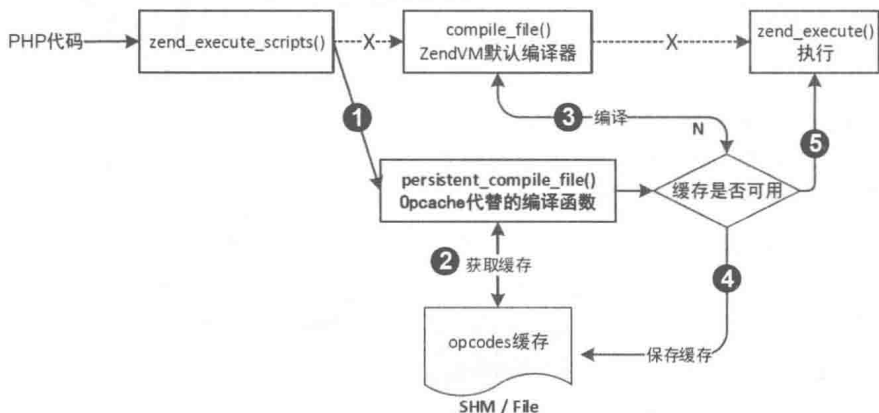 PHP代码
zend_execute_scripts()
X
compile_file()
ZendVM默认编译器
X
zend_execute()
执行
1
3 编译
N
5
persistent_compile_file()
Opcache代替的编译函数
缓存是否可用
2 获取缓存
4
opcodes缓存
保存缓存
SHM / File